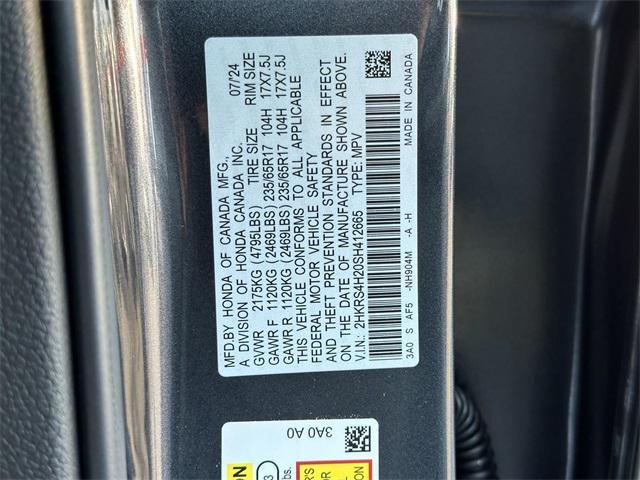 MFD.BY HONDA OF CANADA MFG., 07/24
A DIVISION OF HONDA CANADA INC.
GVWR 2175KG (4795LBS) TIRE SIZE RIM SIZE
GAWR F 1120KG (2469LBS) 235/65R17 104H 17X7.5J
GAWR R 1120KG (2469LBS) 235/65R17 104H 17X7.5J
THIS VEHICLE CONFORMS TO ALL APPLICABLE
FEDERAL MOTOR VEHICLE SAFETY
AND THEFT PREVENTION STANDARDS IN EFFECT
ON THE DATE OF MANUFACTURE SHOWN ABOVE.
V.I.N.: 2HKRS4H20SH412665 TYPE: MPV
3A0 S AF5 -NH904M -A -H MADE IN CANADA
3A0 A0